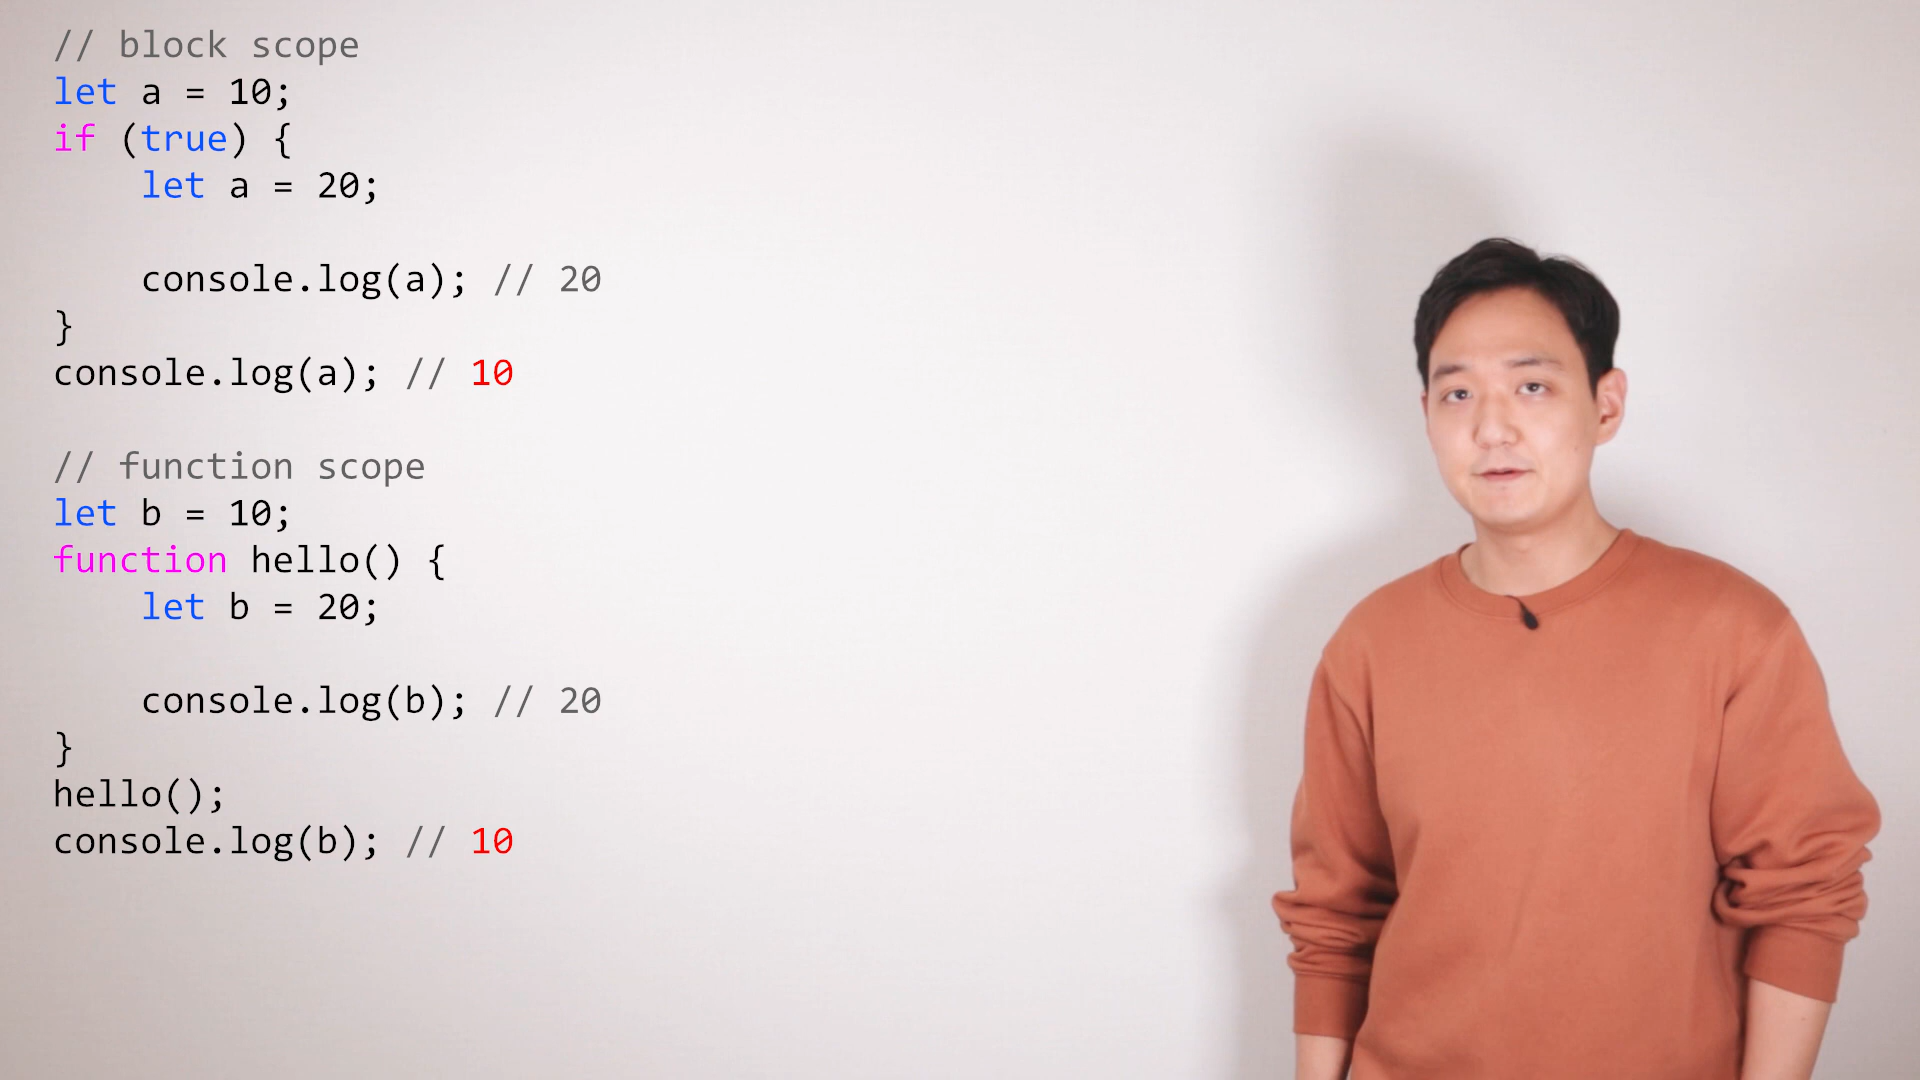 // block scope
let a = 10;
if (true) {
    let a = 20;

    console.log(a); // 20
}
console.log(a); // 10

// function scope
let b = 10;
function hello() {
    let b = 20;

    console.log(b); // 20
}
hello();
console.log(b); // 10